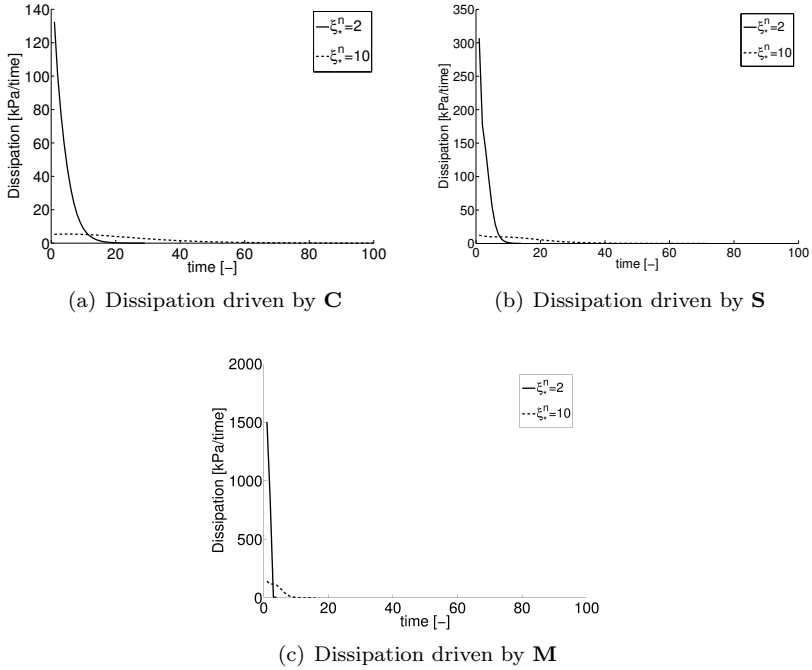 140
120
100
80
60
40
20
0
Dissipation [kPa/time]
0 20 40 60 80 100
time [−]
ξ*ⁿ=2
ξ*ⁿ=10
(a) Dissipation driven by C
350
300
250
200
150
100
50
0
Dissipation [kPa/time]
0 20 40 60 80 100
time [−]
ξ*ⁿ=2
ξ*ⁿ=10
(b) Dissipation driven by S
2000
1500
1000
500
0
Dissipation [kPa/time]
0 20 40 60 80 100
time [−]
ξ*ⁿ=2
ξ*ⁿ=10
(c) Dissipation driven by M